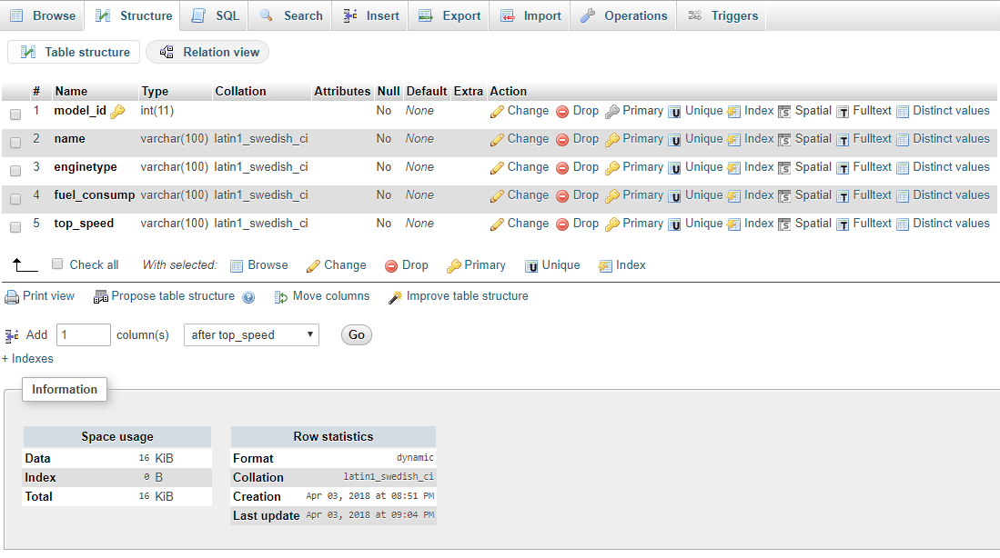 Browse Structure SQL Search Insert Export Import Operations Triggers
Table structure Relation view
# Name Type Collation Attributes Null Default Extra Action
1 model_id int(11) No None Change Drop Primary Unique Index Spatial Fulltext Distinct values
2 name varchar(100) latin1_swedish_ci No None Change Drop Primary Unique Index Spatial Fulltext Distinct values
3 enginetype varchar(100) latin1_swedish_ci No None Change Drop Primary Unique Index Spatial Fulltext Distinct values
4 fuel_consump varchar(100) latin1_swedish_ci No None Change Drop Primary Unique Index Spatial Fulltext Distinct values
5 top_speed varchar(100) latin1_swedish_ci No None Change Drop Primary Unique Index Spatial Fulltext Distinct values
Check all With selected: Browse Change Drop Primary Unique Index
Print view Propose table structure Move columns Improve table structure
Add 1 column(s) after top_speed Go
+ Indexes
Information
Space usage
Data 16 KiB
Index 0 B
Total 16 KiB
Row statistics
Format dynamic
Collation latin1_swedish_ci
Creation Apr 03, 2018 at 08:51 PM
Last update Apr 03, 2018 at 09:04 PM